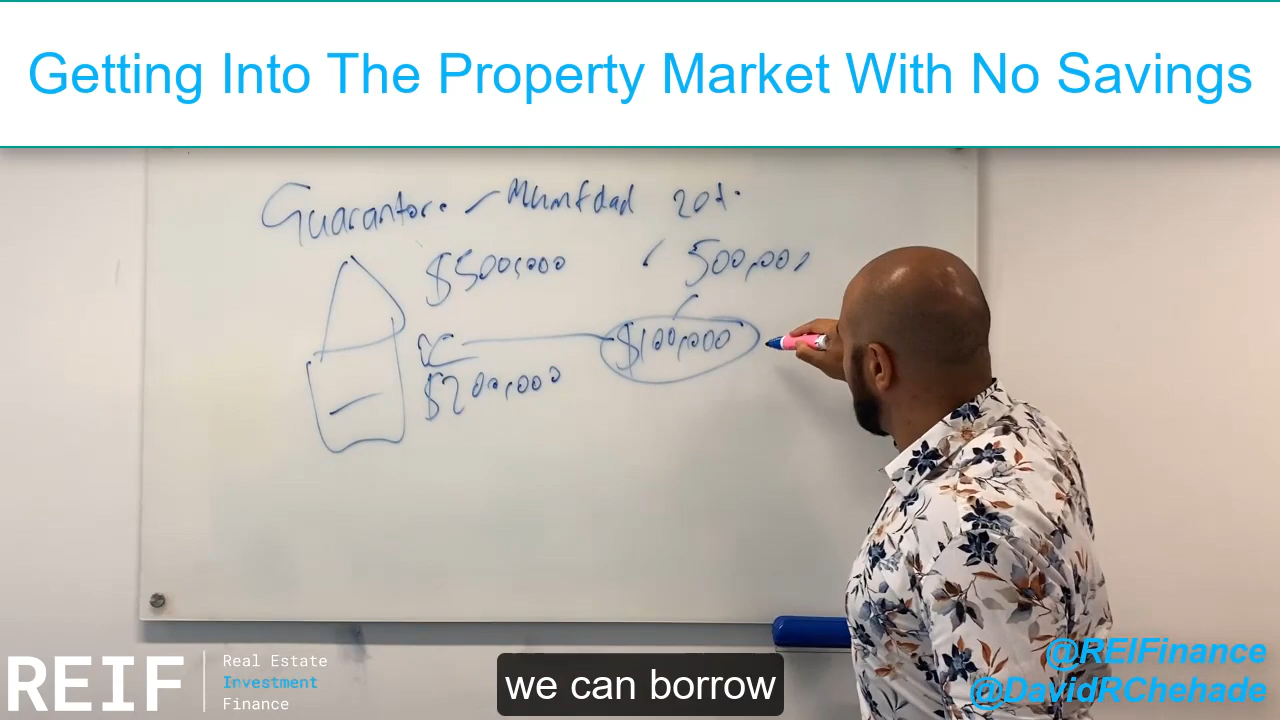 Getting Into The Property Market With No Savings
Guarantor. – Mum & dad 20%
$500,000
500,000
$100,000
$200,000
REIF
Real Estate
Investment
Finance
we can borrow
@REIFinance
@DavidRChehade